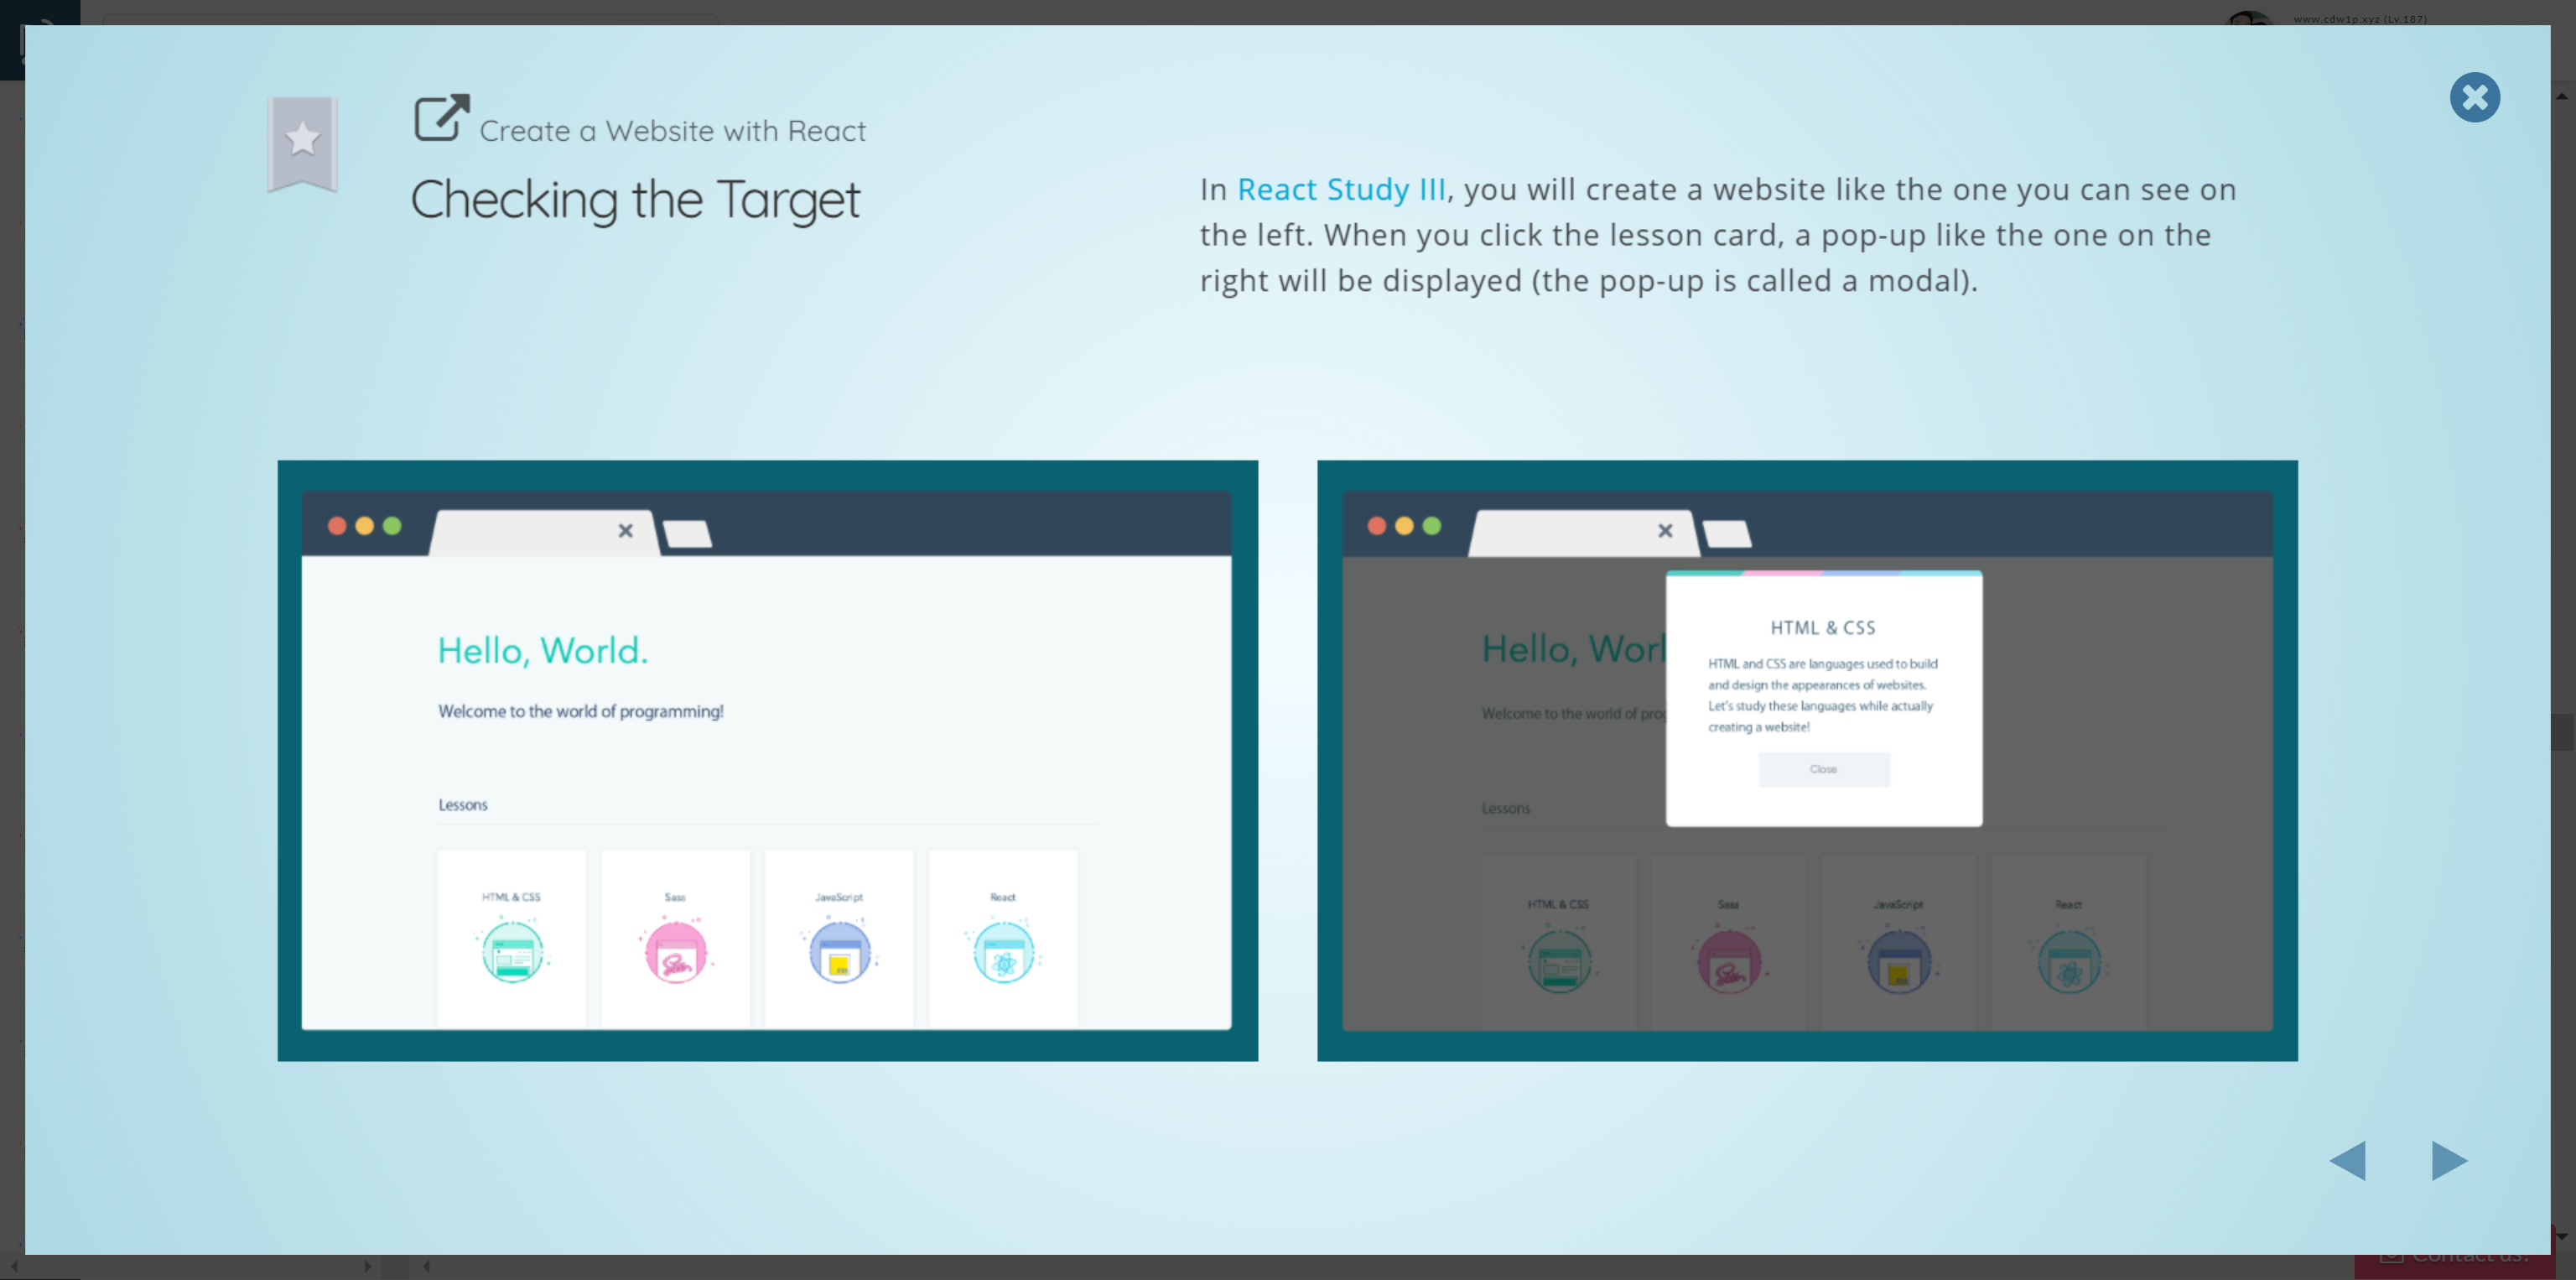 www.cdw1p.xyz (Lv.187)
Create a Website with React
Checking the Target
In React Study III, you will create a website like the one you can see on
the left. When you click the lesson card, a pop-up like the one on the
right will be displayed (the pop-up is called a modal).
Hello, World.
Welcome to the world of programming!
Lessons
HTML & CSS
Sass
JavaScript
React
Hello, Worl
Welcome to the world of prog
HTML & CSS
HTML and CSS are languages used to build
and design the appearances of websites.
Let's study these languages while actually
creating a website!
Close
Lessons
HTML & CSS
Sass
JavaScript
React
Contact us!